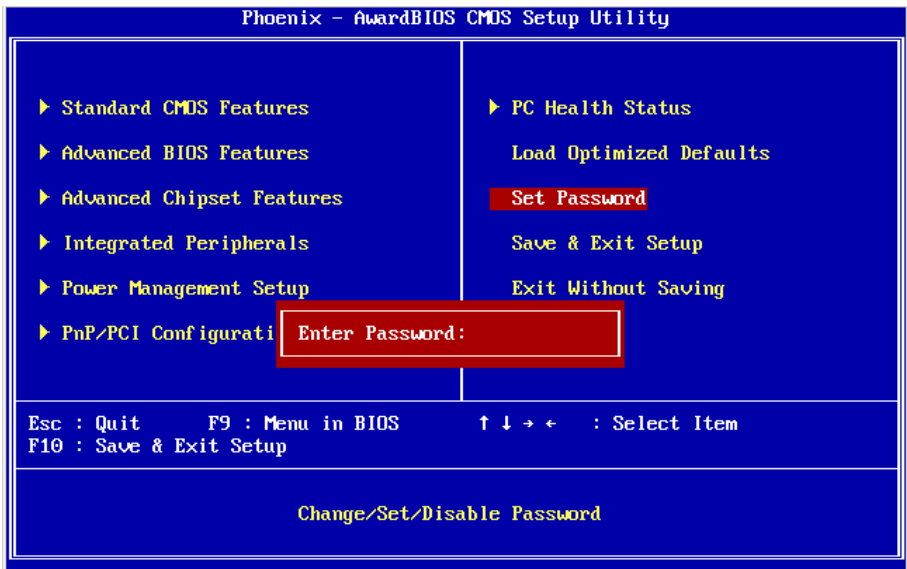 Phoenix - AwardBIOS CMOS Setup Utility
Standard CMOS Features
Advanced BIOS Features
Advanced Chipset Features
Integrated Peripherals
Power Management Setup
PnP/PCI Configurati
PC Health Status
Load Optimized Defaults
Set Password
Save & Exit Setup
Exit Without Saving
Enter Password:
Esc : Quit F9 : Menu in BIOS ↑ ↓ → ← : Select Item
F10 : Save & Exit Setup
Change/Set/Disable Password